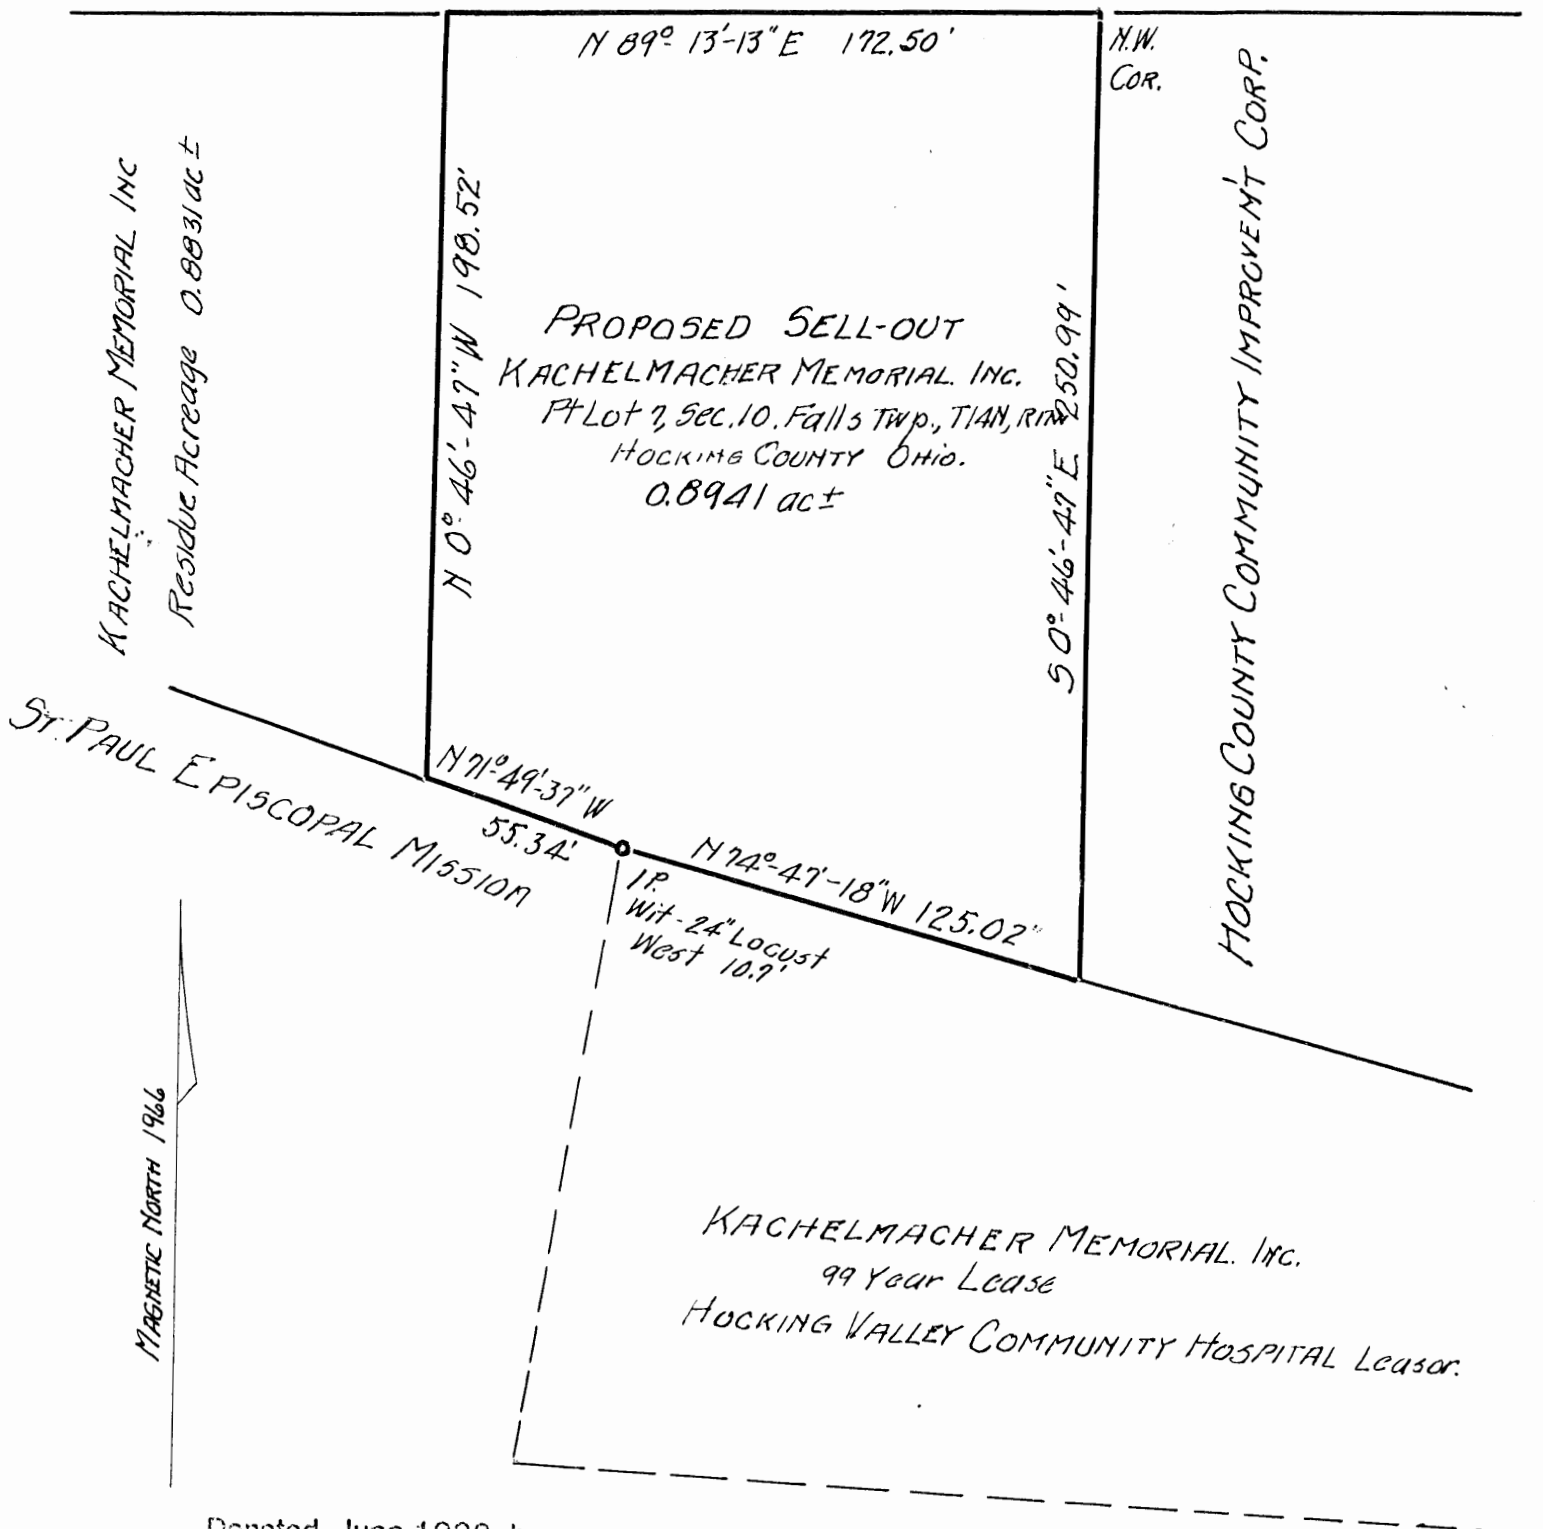 N 89°-13'-13" E 172.50'
N.W.
COR.
HOCKING COUNTY COMMUNITY IMPROVEM'T CORP.
KACHELMACHER MEMORIAL INC
Residue Acreage 0.8831 ac ±
N 0°-46'-47" W 198.52'
PROPOSED SELL-OUT
KACHELMACHER MEMORIAL. INC.
Pt Lot 7, Sec. 10. Falls Twp., T14N, R17W
HOCKING COUNTY OHIO.
0.8941 ac ±
S 0°-46'-47" E 250.99'
ST. PAUL EPISCOPAL MISSION
N 71°-49'-37" W
55.34'
N 74°-47'-18" W 125.02"
I.P.
Wit - 24" Locust
West 10.7'
MAGNETIC NORTH 1966
KACHELMACHER MEMORIAL. INC.
99 Year Lease
HOCKING VALLEY COMMUNITY HOSPITAL Leasor.